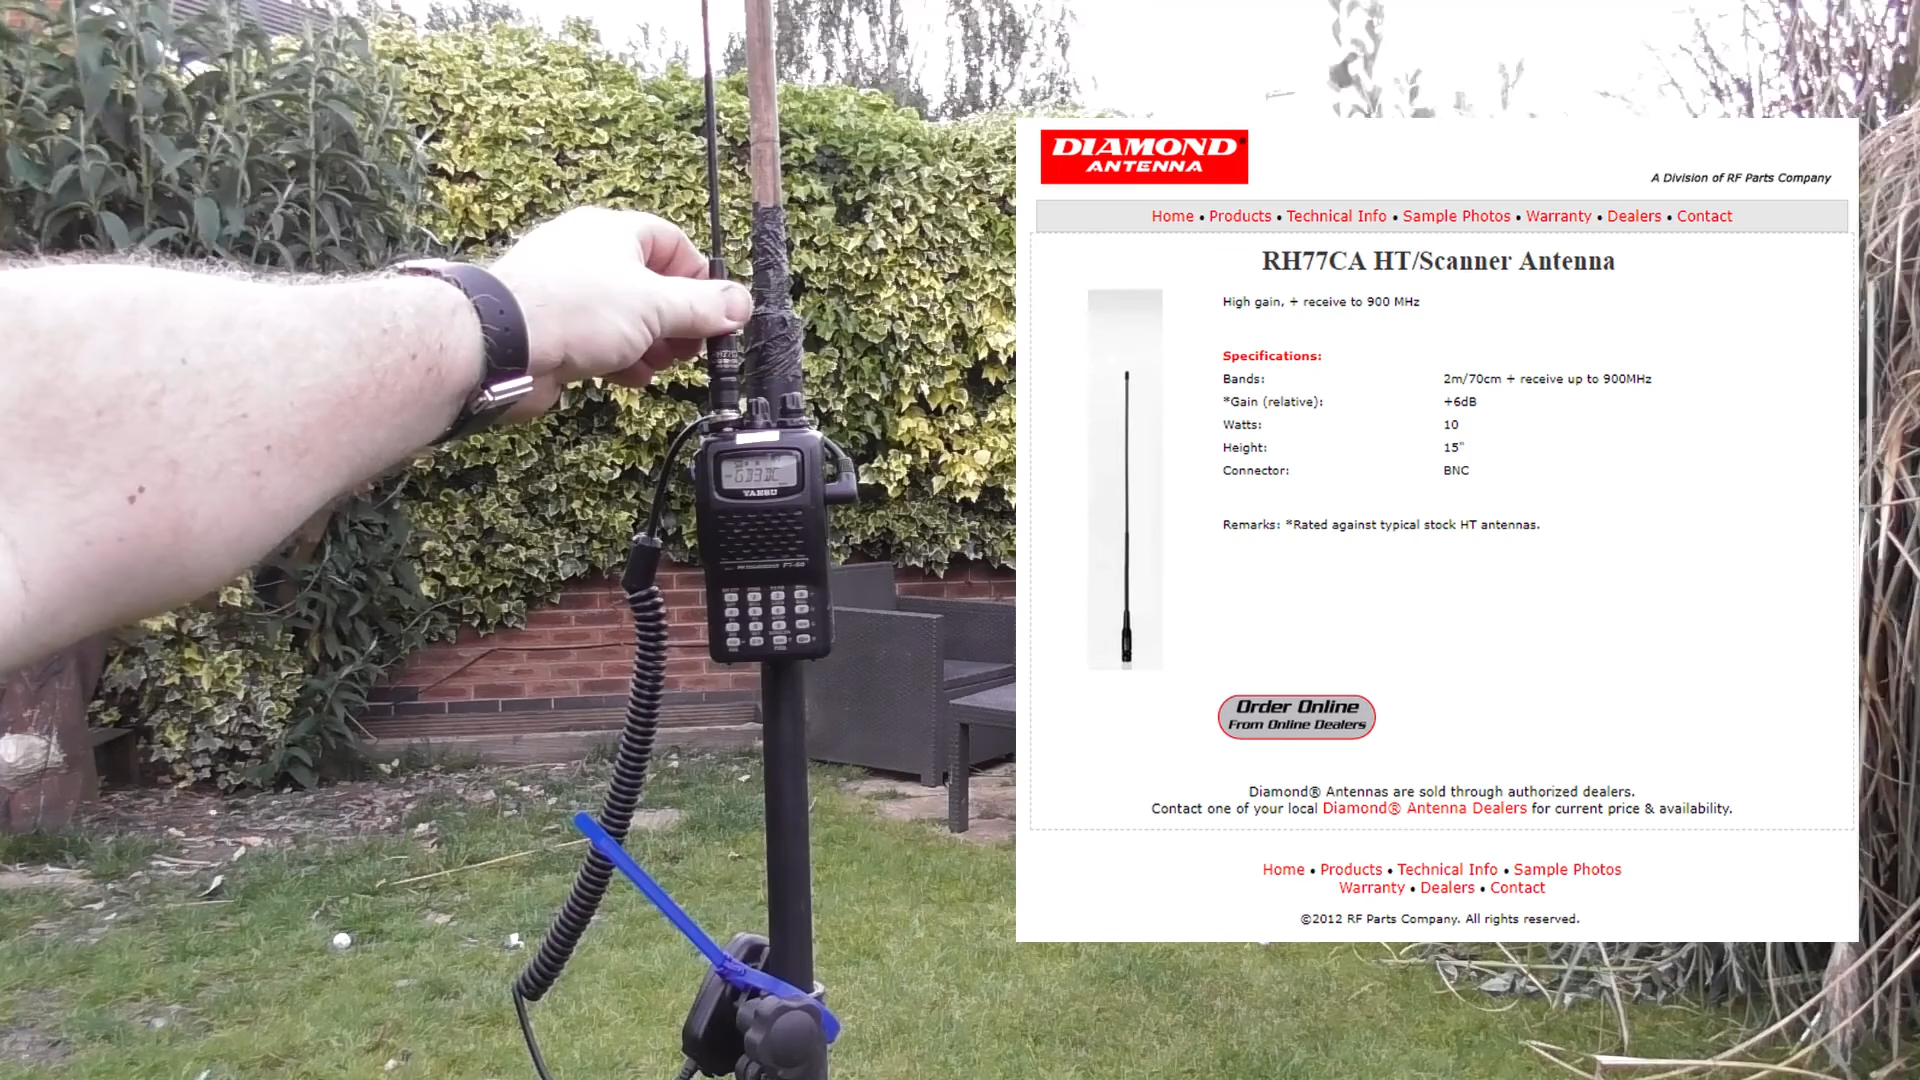 DIAMOND
ANTENNA
A Division of RF Parts Company
Home • Products • Technical Info • Sample Photos • Warranty • Dealers • Contact
RH77CA HT/Scanner Antenna
High gain, + receive to 900 MHz
Specifications:
Bands: 2m/70cm + receive up to 900MHz
*Gain (relative): +6dB
Watts: 10
Height: 15"
Connector: BNC
Remarks: *Rated against typical stock HT antennas.
Order Online
From Online Dealers
Diamond® Antennas are sold through authorized dealers.
Contact one of your local Diamond® Antenna Dealers for current price & availability.
Home • Products • Technical Info • Sample Photos
Warranty • Dealers • Contact
©2012 RF Parts Company. All rights reserved.
YAESU